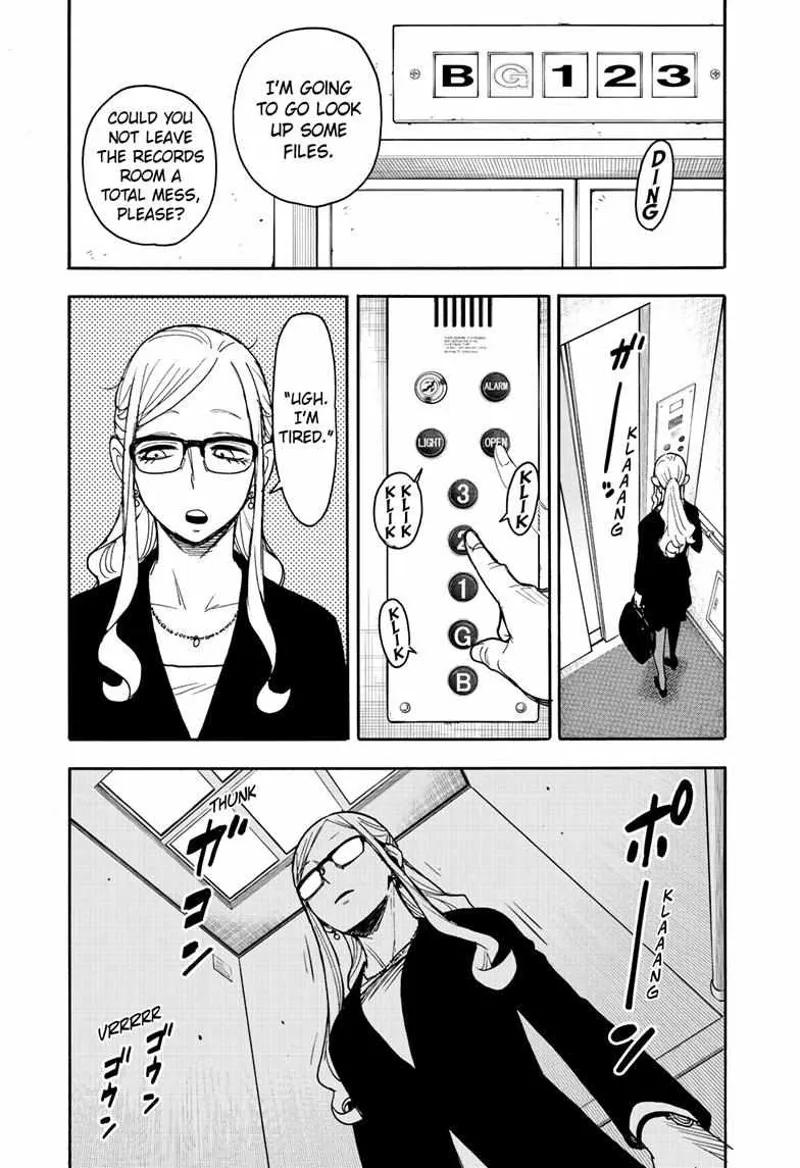 I'M GOING
TO GO LOOK
UP SOME
FILES.
COULD YOU
NOT LEAVE
THE RECORDS
ROOM A
TOTAL MESS,
PLEASE?
B G 1 2 3
DING
"UGH.
I'M
TIRED."
ALARM
LIGHT
OPEN
3
2
1
G
B
KLIK
KLIK
KLIK
KLIK
ガーッ
KLAAANG
THUNK
ガコン
ポーン
KLAAANG
VRRRRR
ゴウン
ゴウン